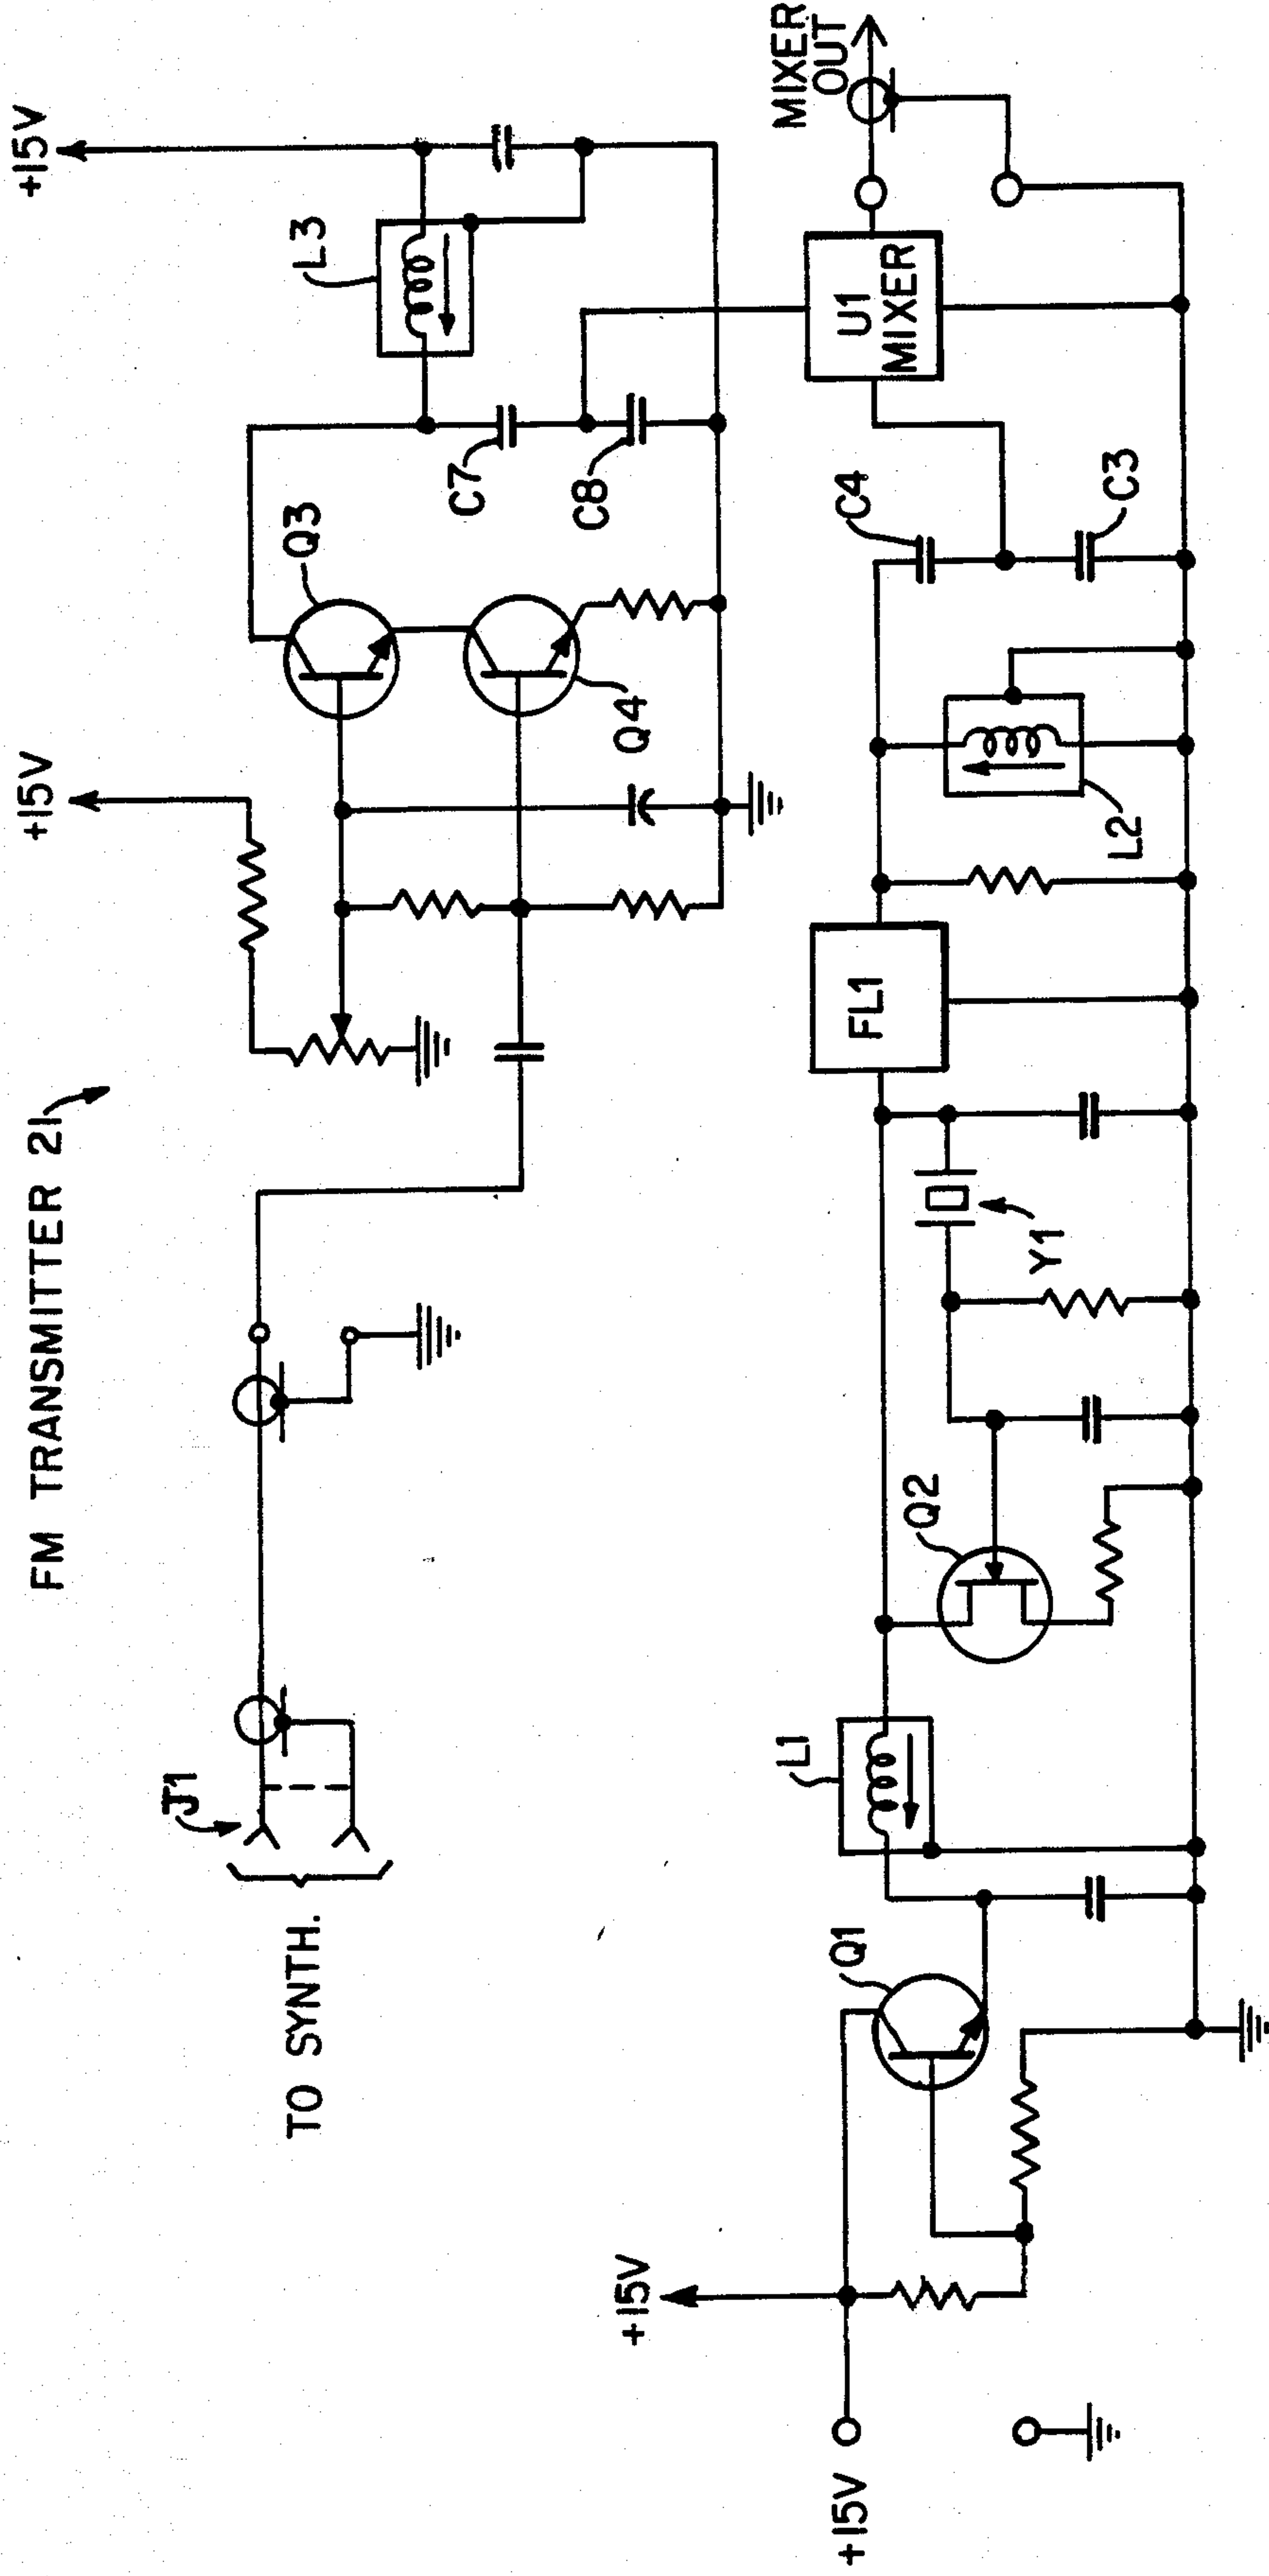 FM TRANSMITTER 21
+15V
+15V
L3
Q3
C7
C8
Q4
J1
TO SYNTH.
MIXER
OUT
U1
MIXER
C4
C3
L2
FL1
Y1
Q2
L1
Q1
+15V
+15V